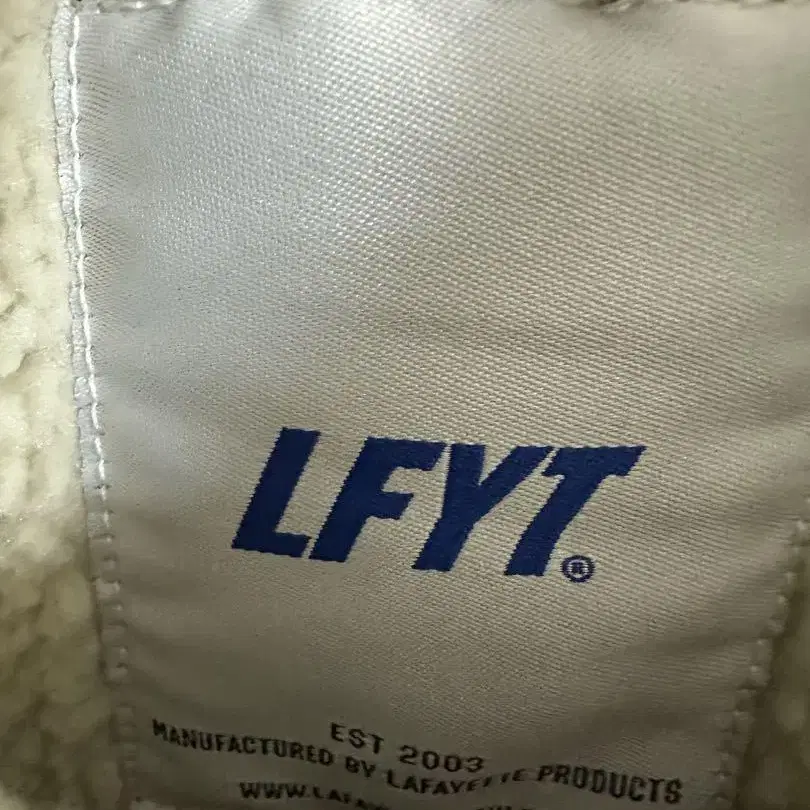 LFYT®
EST 2003
MANUFACTURED BY LAFAYETTE PRODUCTS